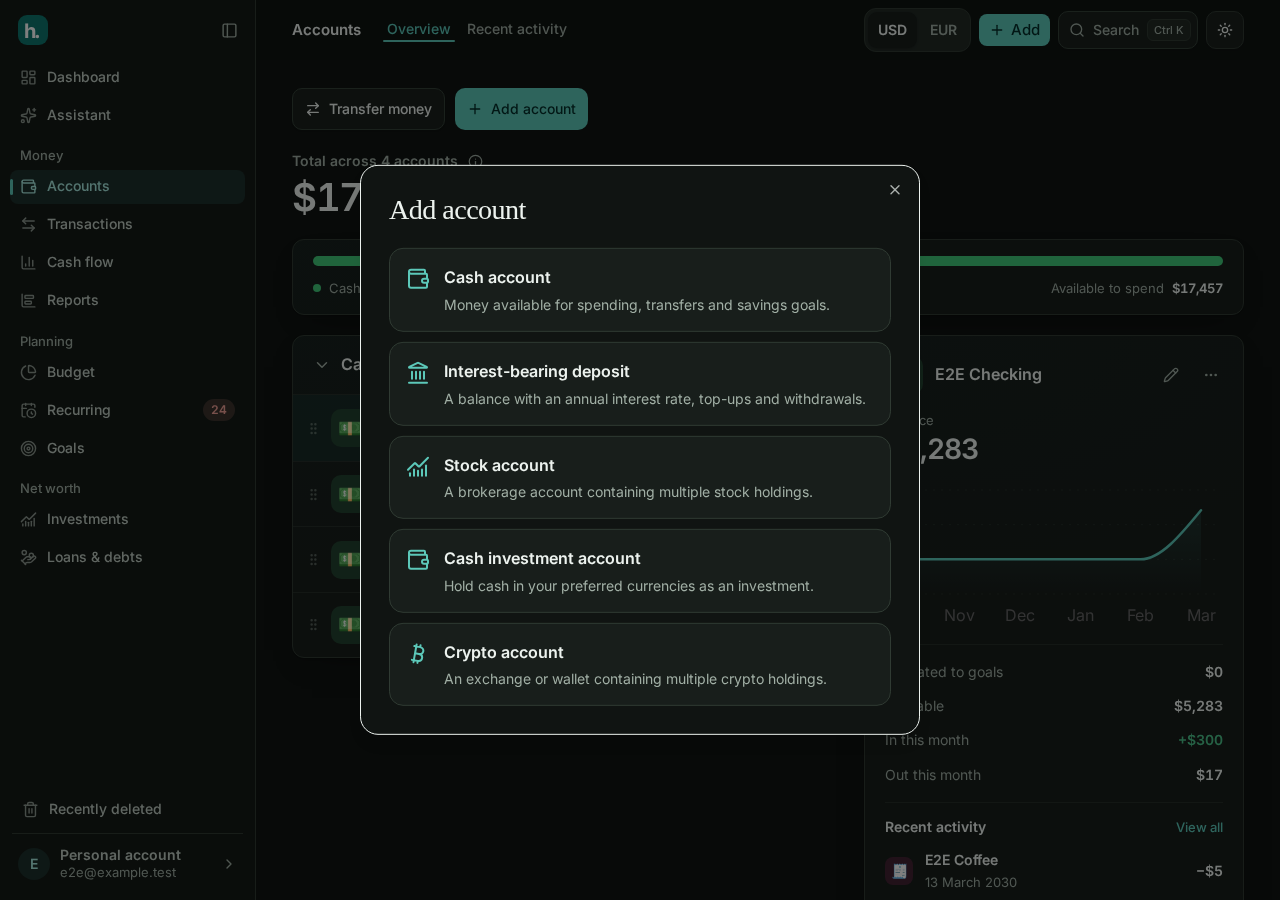 h.
Accounts
Overview
Recent activity
USD
EUR
Add
Search
Ctrl K
Dashboard
Assistant
Money
Accounts
Transactions
Cash flow
Reports
Planning
Budget
Recurring
24
Goals
Net worth
Investments
Loans & debts
Recently deleted
E
Personal account
e2e@example.test
Transfer money
Add account
Total across 4 accounts
$17
Cash
Available to spend $17,457
Ca
Add account
Cash account
Money available for spending, transfers and savings goals.
Interest-bearing deposit
A balance with an annual interest rate, top-ups and withdrawals.
Stock account
A brokerage account containing multiple stock holdings.
Cash investment account
Hold cash in your preferred currencies as an investment.
Crypto account
An exchange or wallet containing multiple crypto holdings.
E2E Checking
,283
Nov
Dec
Jan
Feb
Mar
to goals
$0
$5,283
In this month
+$300
Out this month
$17
Recent activity
View all
E2E Coffee
13 March 2030
−$5